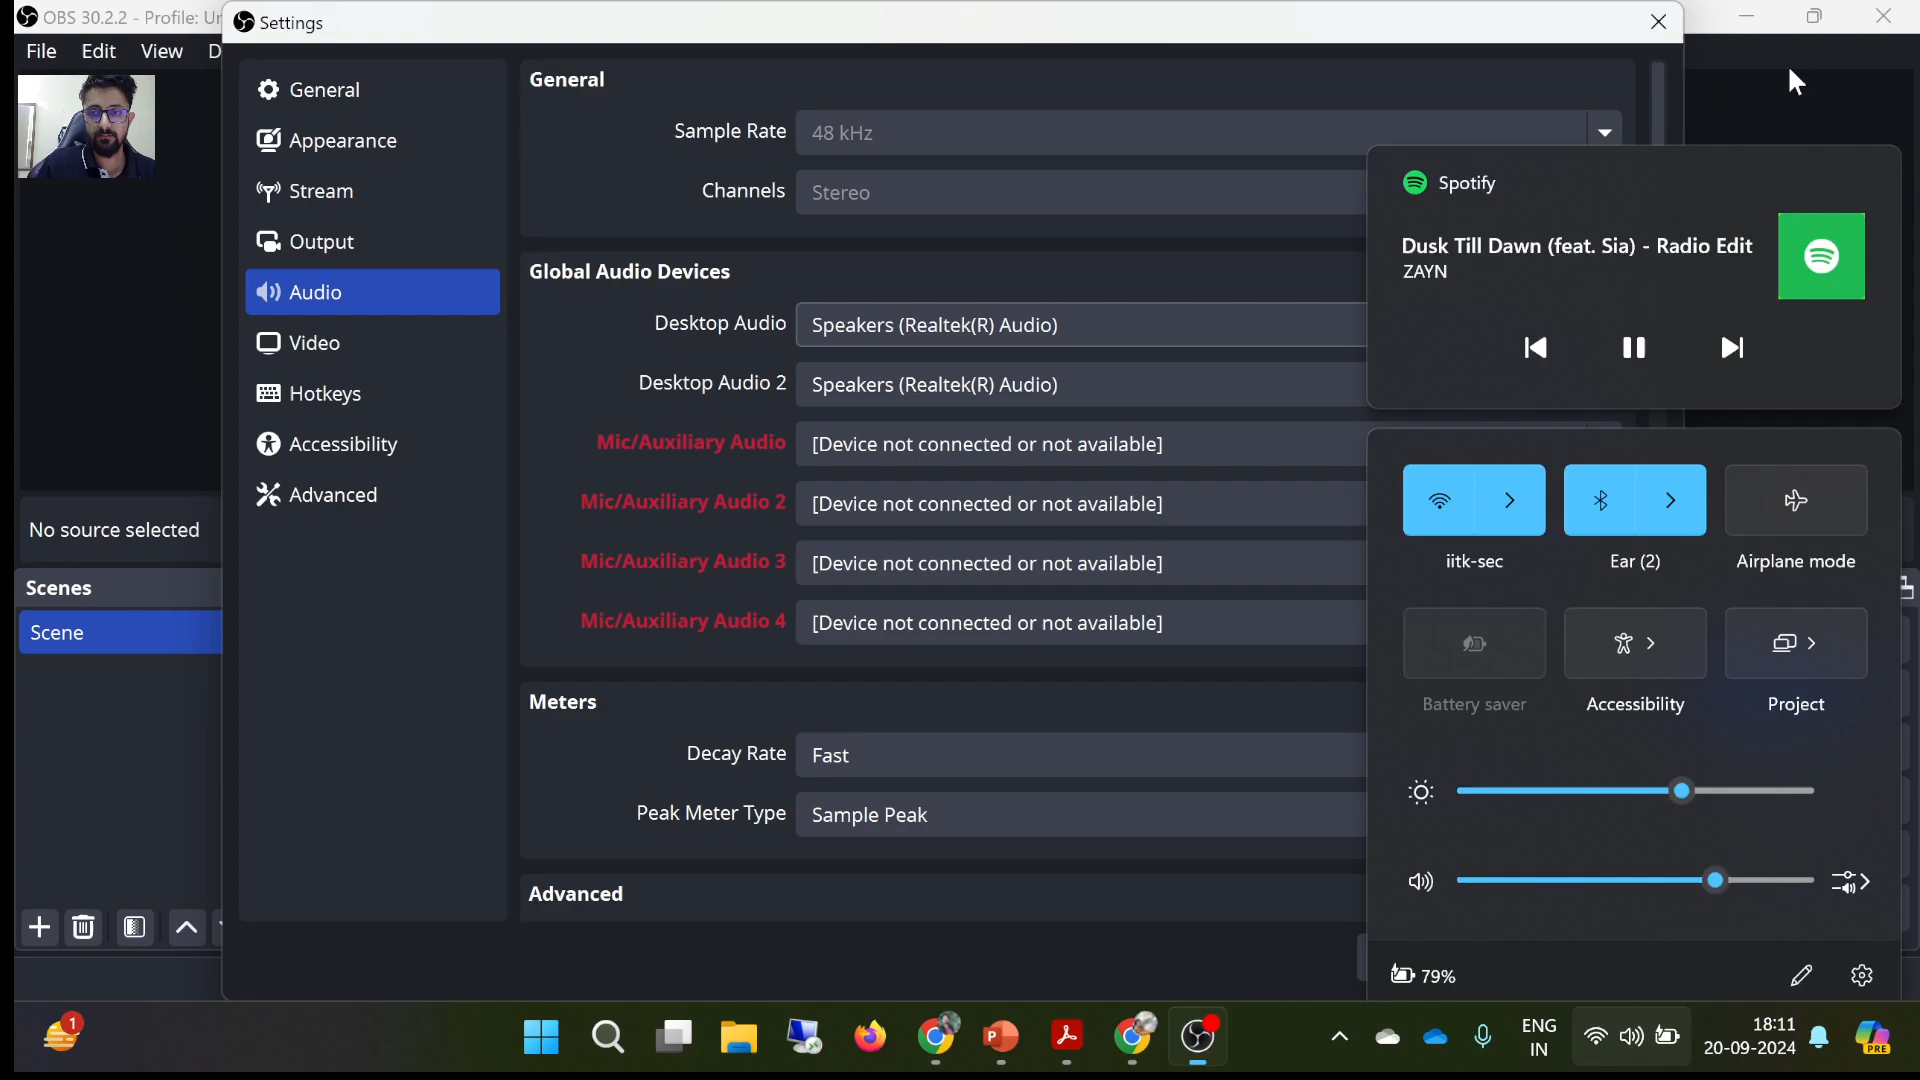 OBS 30.2.2 - Profile: Un
Settings
File Edit View D
General
Appearance
Stream
Output
Audio
Video
Hotkeys
Accessibility
Advanced
General
Sample Rate 48 kHz
Channels Stereo
Global Audio Devices
Desktop Audio Speakers (Realtek(R) Audio)
Desktop Audio 2 Speakers (Realtek(R) Audio)
Mic/Auxiliary Audio [Device not connected or not available]
Mic/Auxiliary Audio 2 [Device not connected or not available]
Mic/Auxiliary Audio 3 [Device not connected or not available]
Mic/Auxiliary Audio 4 [Device not connected or not available]
Meters
Decay Rate Fast
Peak Meter Type Sample Peak
Advanced
No source selected
Scenes
Scene
Spotify
Dusk Till Dawn (feat. Sia) - Radio Edit
ZAYN
iitk-sec Ear (2) Airplane mode
Battery saver Accessibility Project
79%
1
ENG
IN
18:11
20-09-2024
PRE